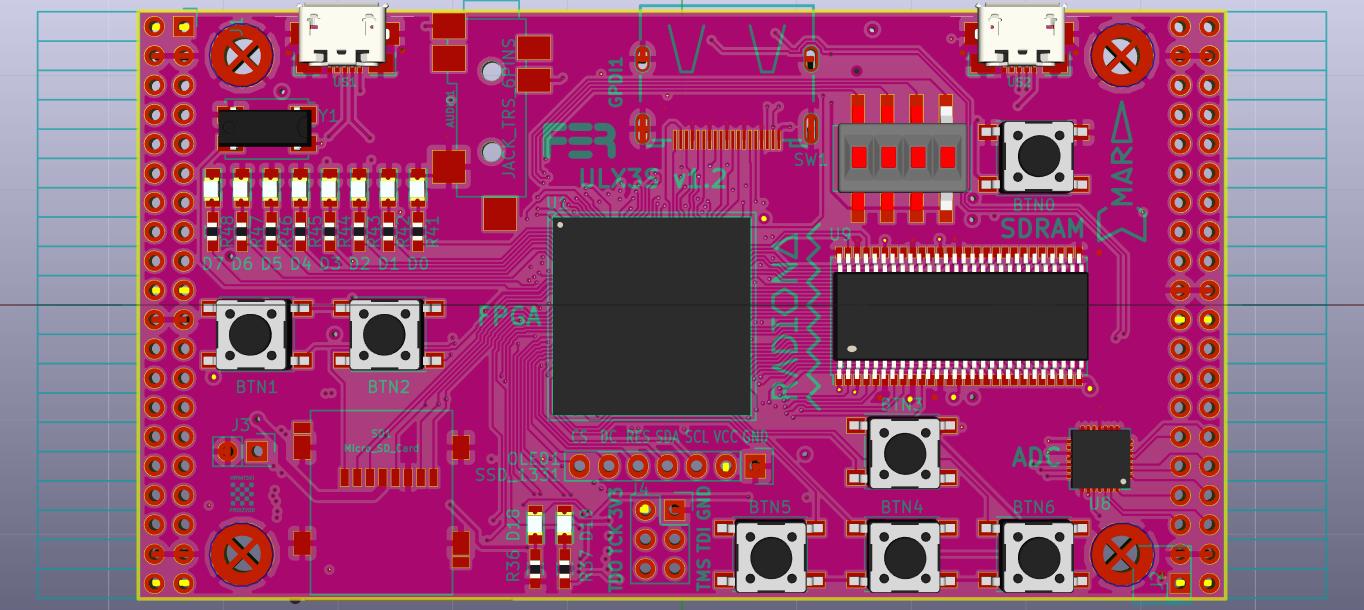 US1
US2
GPDI1
JACK_TRS_6PINS
AUDIO1
Y1
FER
SW1
MAR
ULX3S v1.2
BTN0
SDRAM
U9
R48 R47 R46 R45 R44 R43 R42 R41
D7 D6 D5 D4 D3 D2 D1 D0
RADIONA
FPGA
BTN1
BTN2
BTN3
J3
SD1
Micro_SD_Card
CS DC RES SDA SCL VCC GND
OLED1
SSD_1331
ADC
U8
J4
BTN5
BTN4
BTN6
D18
R36
D19
R37
TDO TCK 3V3
TMS TDI GND